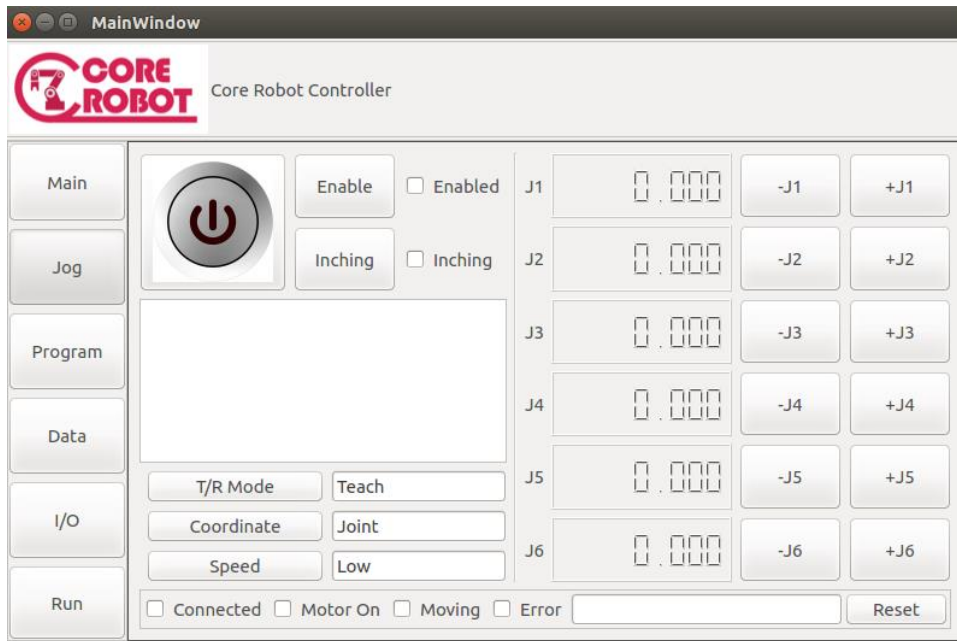 MainWindow
CORE
ROBOT
Core Robot Controller
Main
Jog
Program
Data
I/O
Run
Enable
Enabled
Inching
Inching
T/R Mode
Teach
Coordinate
Joint
Speed
Low
J1
0.000
-J1
+J1
J2
0.000
-J2
+J2
J3
0.000
-J3
+J3
J4
0.000
-J4
+J4
J5
0.000
-J5
+J5
J6
0.000
-J6
+J6
Connected
Motor On
Moving
Error
Reset